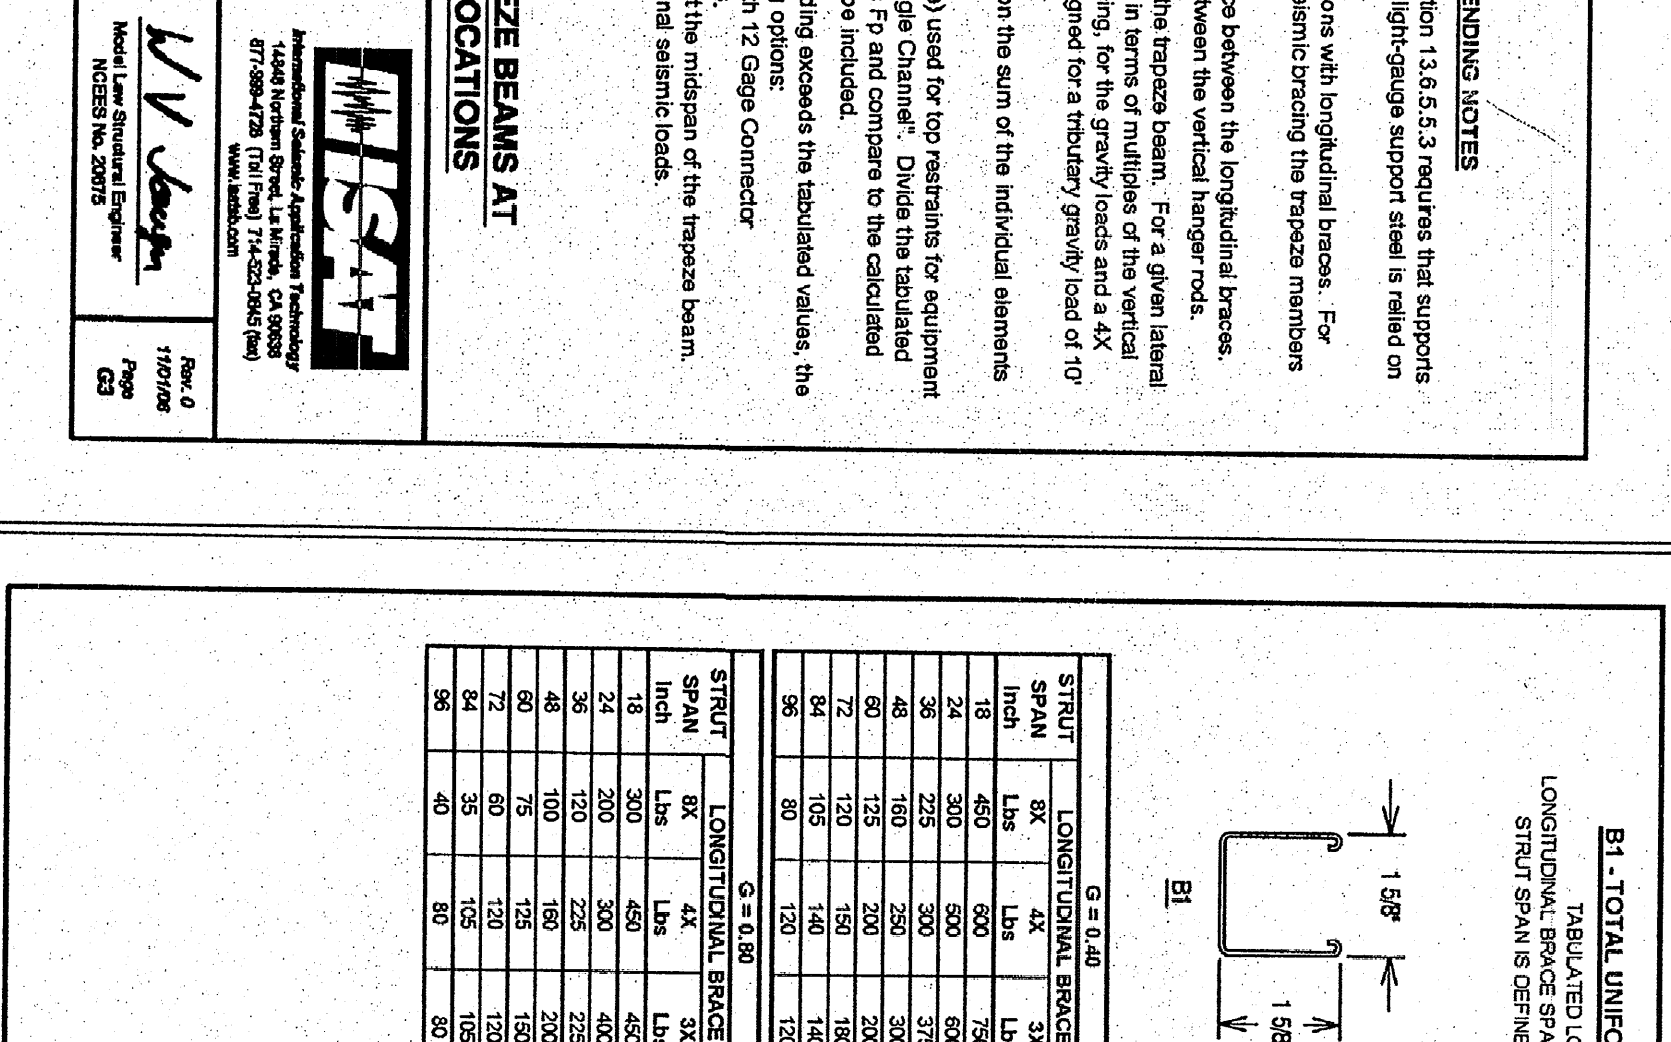 ENDING NOTES
tion 13.6.5.5.3 requires that supports
light-gauge support steel is relied on
ons with longitudinal braces. For
eismic bracing the trapeze members
ce between the longitudinal braces.
tween the vertical hanger rods.
the trapeze beam. For a given lateral
in terms of multiples of the vertical
ing, for the gravity loads and a 4X
gned for a tributary gravity load of 10'
on the sum of the individual elements
) used for top restraints for equipment
gle Channel". Divide the tabulated
Fp and compare to the calculated
be included.
ding exceeds the tabulated values, the
options:
th 12 Gage Connector
t the midspan of the trapeze beam.
nal seismic loads.
EZE BEAMS AT
OCATIONS
ISAT
International Seismic Application Technology
14848 Northam Street, La Mirada, CA 90638
877-999-4728 (Toll Free) 714-523-0845 (fax)
www.isatsb.com
Model Law Structural Engineer
NCEES No. 20675
Rev. 0
11/01/06
Page
G3
B1 - TOTAL UNIFO
TABULATED LO
LONGITUDINAL BRACE SPA
STRUT SPAN IS DEFINE
1 5/8"
1 5/8
B1
G = 0.40
STRUT LONGITUDINAL BRACE
SPAN 8X 4X 3X
Inch Lbs Lbs Lb
18 450 600 750
24 300 500 600
36 225 300 375
48 160 250 300
60 125 200 200
72 120 150 180
84 105 140 140
96 80 120 120
G = 0.80
STRUT LONGITUDINAL BRACE
SPAN 8X 4X 3X
Inch Lbs Lbs Lbs
18 300 450 450
24 200 300 400
36 120 225 225
48 100 160 200
60 75 125 150
72 60 120 120
84 35 105 105
96 40 80 80